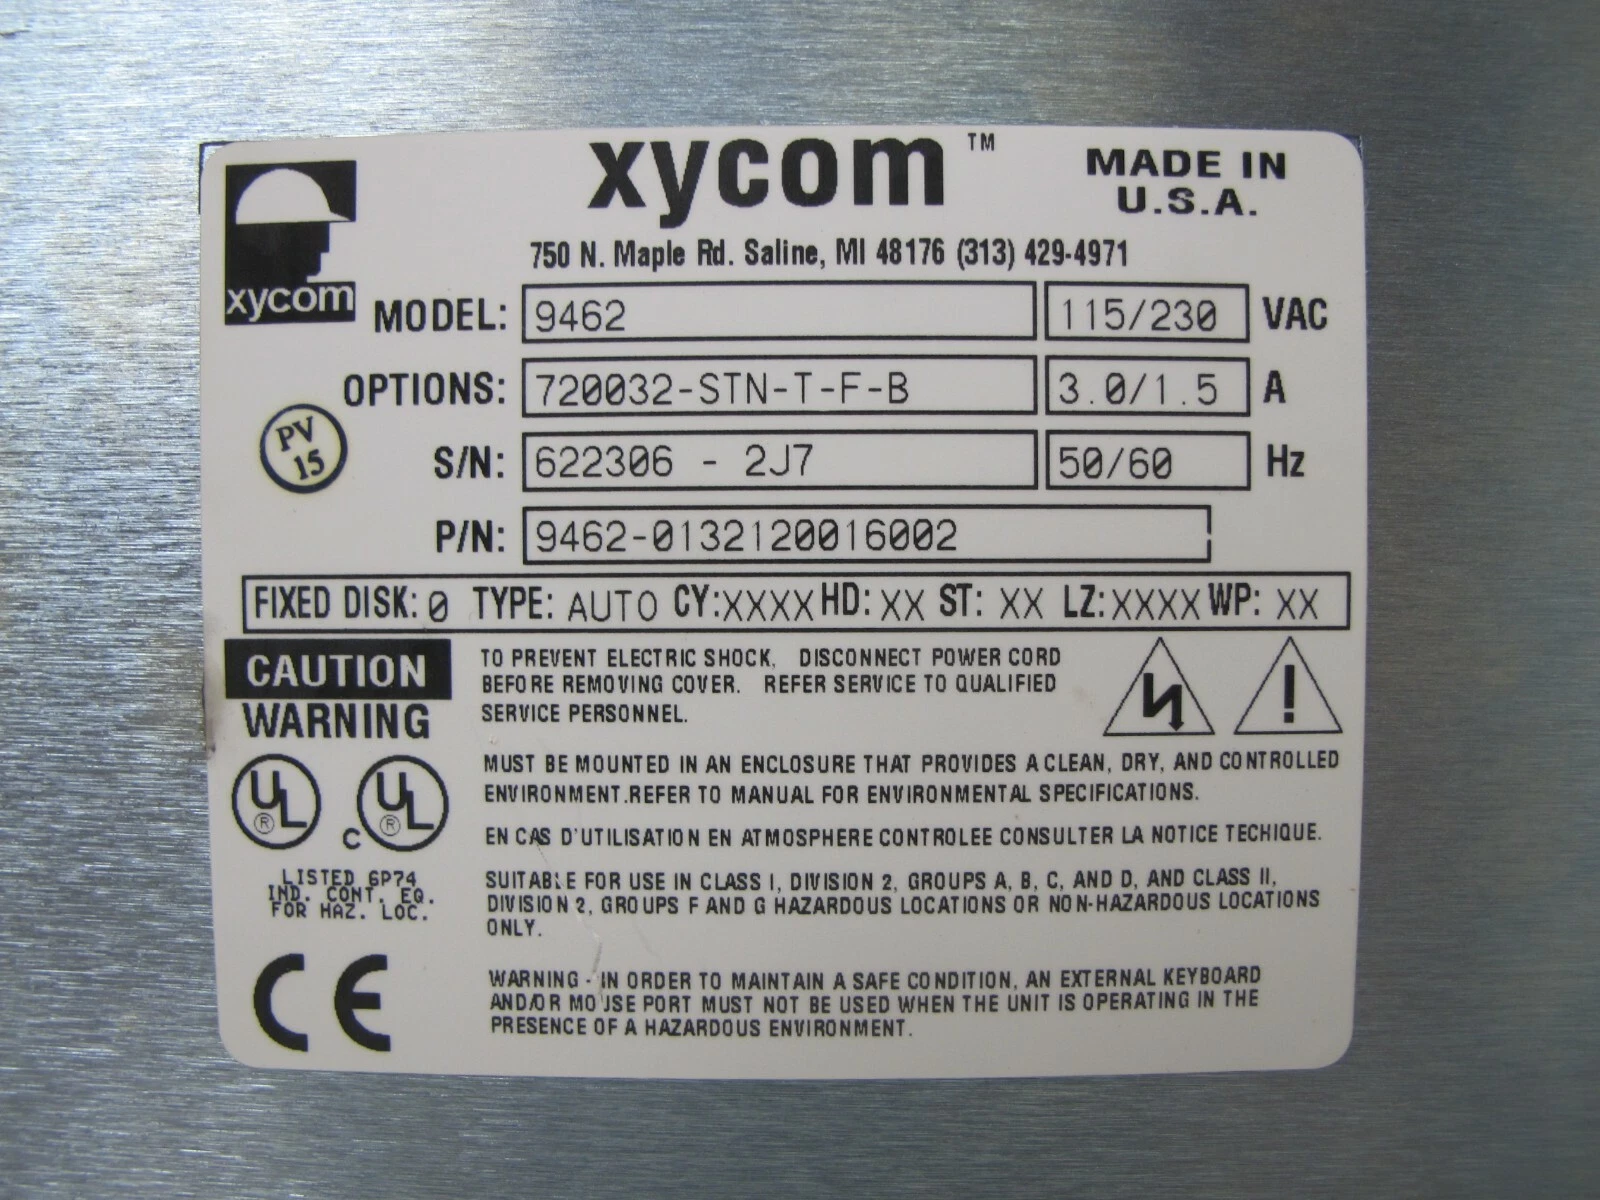 xycom™
MADE IN
U.S.A.
750 N. Maple Rd. Saline, MI 48176 (313) 429-4971
xycom
MODEL: 9462 115/230 VAC
OPTIONS: 720032-STN-T-F-B 3.0/1.5 A
PV
15
S/N: 622306 - 2J7 50/60 Hz
P/N: 9462-0132120016002
FIXED DISK: 0 TYPE: AUTO CY:XXXX HD: XX ST: XX LZ:XXXX WP: XX
CAUTION
WARNING
TO PREVENT ELECTRIC SHOCK, DISCONNECT POWER CORD
BEFORE REMOVING COVER. REFER SERVICE TO QUALIFIED
SERVICE PERSONNEL.
MUST BE MOUNTED IN AN ENCLOSURE THAT PROVIDES A CLEAN, DRY, AND CONTROLLED
ENVIRONMENT.REFER TO MANUAL FOR ENVIRONMENTAL SPECIFICATIONS.
EN CAS D'UTILISATION EN ATMOSPHERE CONTROLEE CONSULTER LA NOTICE TECHIQUE.
UL® C UL®
LISTED 6P74
IND. CONT. EQ.
FOR HAZ. LOC.
SUITABLE FOR USE IN CLASS I, DIVISION 2, GROUPS A, B, C, AND D, AND CLASS II,
DIVISION 2, GROUPS F AND G HAZARDOUS LOCATIONS OR NON-HAZARDOUS LOCATIONS
ONLY.
CE
WARNING - IN ORDER TO MAINTAIN A SAFE CONDITION, AN EXTERNAL KEYBOARD
AND/OR MOUSE PORT MUST NOT BE USED WHEN THE UNIT IS OPERATING IN THE
PRESENCE OF A HAZARDOUS ENVIRONMENT.